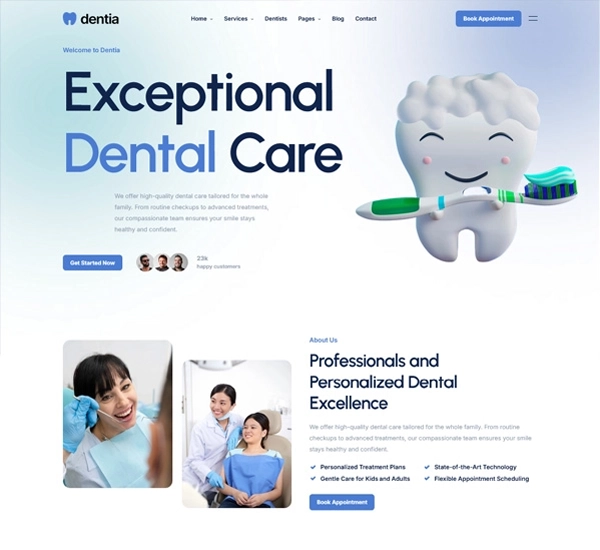 dentia
Home Services Dentists Pages Blog Contact
Book Appointment
Welcome to Dentia
Exceptional
Dental Care
We offer high-quality dental care tailored for the whole
family. From routine checkups to advanced treatments,
our compassionate team ensures your smile stays
healthy and confident.
Get Started Now
23k
happy customers
About Us
Professionals and
Personalized Dental
Excellence
We offer high-quality dental care tailored for the whole family. From routine
checkups to advanced treatments, our compassionate team ensures your smile
stays healthy and confident.
Personalized Treatment Plans
State-of-the-Art Technology
Gentle Care for Kids and Adults
Flexible Appointment Scheduling
Book Appointment